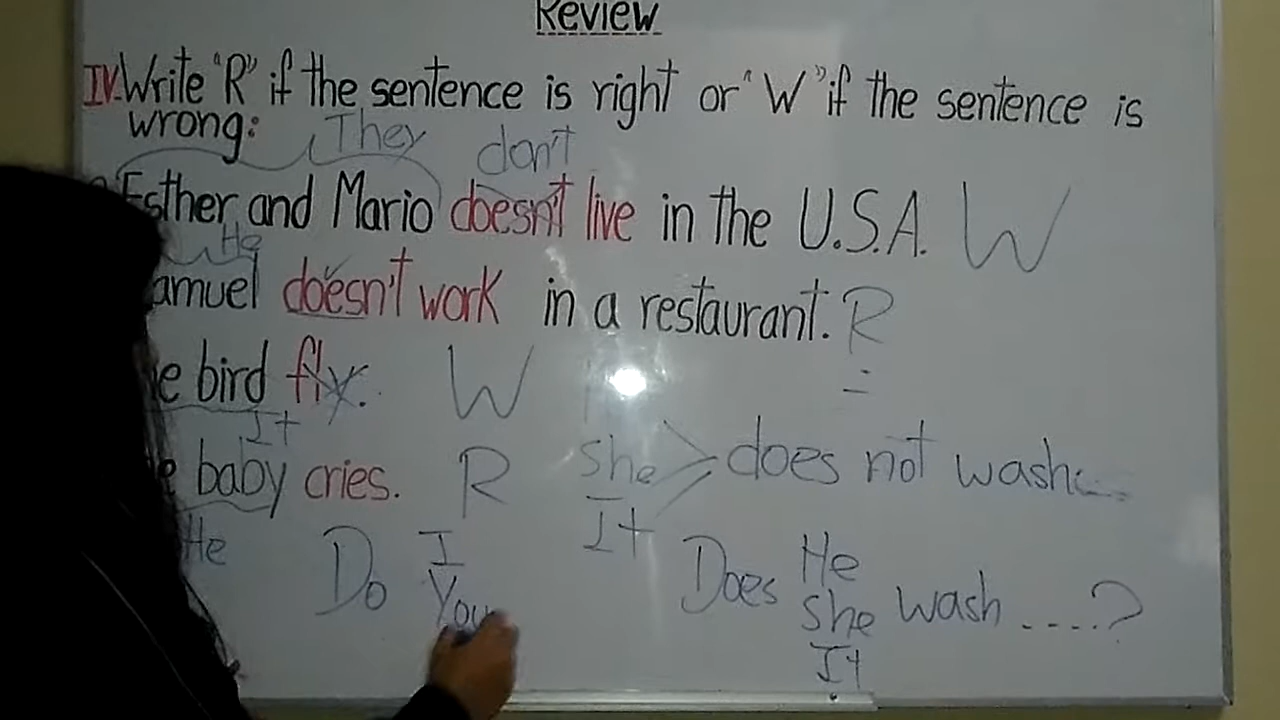 Review
IV. Write "R" if the sentence is right or "W" if the sentence is
wrong:
They don't
Esther and Mario doesn't live in the U.S.A. W
He
amuel doesn't work in a restaurant. R
e bird fly. W
It
baby cries. R
He
She
It
does not wash
Do
I
You
Does
He
She
It
wash ....?